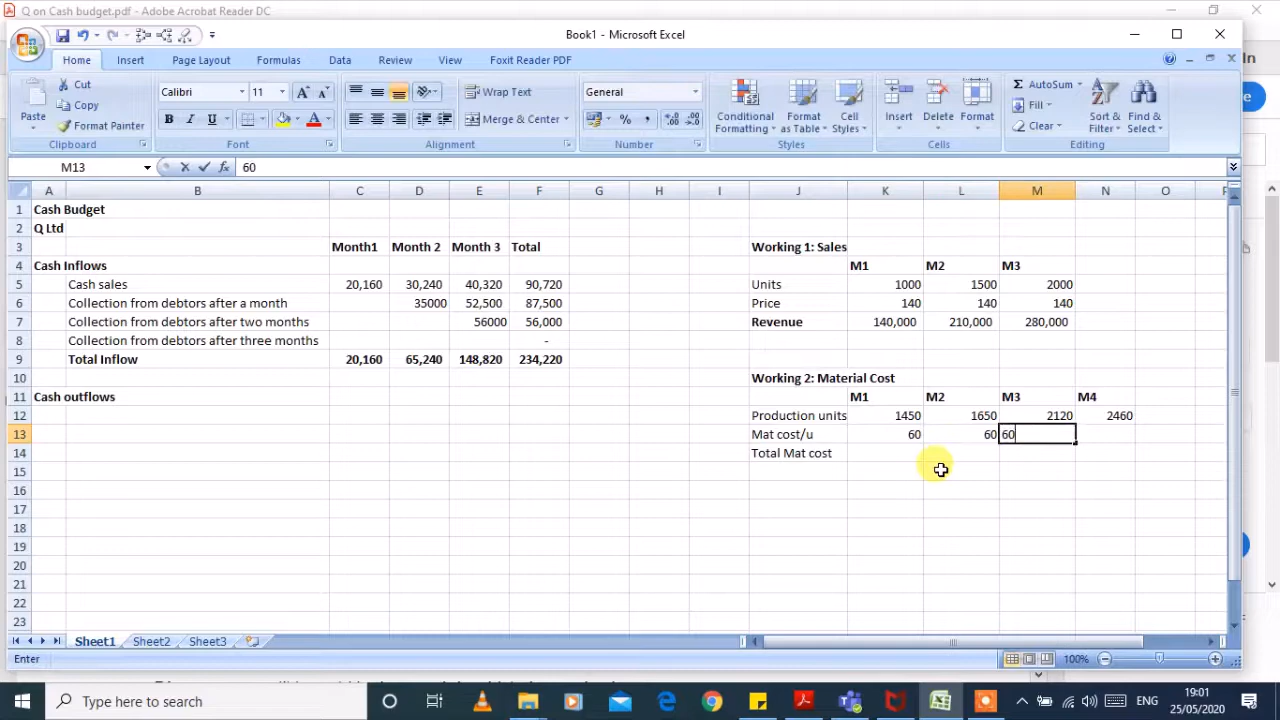 Q on Cash budget.pdf - Adobe Acrobat Reader DC
Book1 - Microsoft Excel
Home Insert Page Layout Formulas Data Review View Foxit Reader PDF
Paste Cut Copy Format Painter Clipboard
Calibri 11 B I U A Font
Wrap Text Merge & Center Alignment
General % , Number
Conditional Formatting Format as Table Cell Styles Styles
Insert Delete Format Cells
Σ AutoSum Fill Clear Sort & Filter Find & Select Editing
In
e
M13 fx 60
A B C D E F G H I J K L M N O
1 Cash Budget
2 Q Ltd
3 Month1 Month 2 Month 3 Total Working 1: Sales
4 Cash Inflows M1 M2 M3
5 Cash sales 20,160 30,240 40,320 90,720 Units 1000 1500 2000
6 Collection from debtors after a month 35000 52,500 87,500 Price 140 140 140
7 Collection from debtors after two months 56000 56,000 Revenue 140,000 210,000 280,000
8 Collection from debtors after three months -
9 Total Inflow 20,160 65,240 148,820 234,220
10 Working 2: Material Cost
11 Cash outflows M1 M2 M3 M4
12 Production units 1450 1650 2120 2460
13 Mat cost/u 60 60 60
14 Total Mat cost
15
16
17
18
19
20
21
22
23
Sheet1 Sheet2 Sheet3
Enter 100%
Type here to search
ENG 19:01
25/05/2020